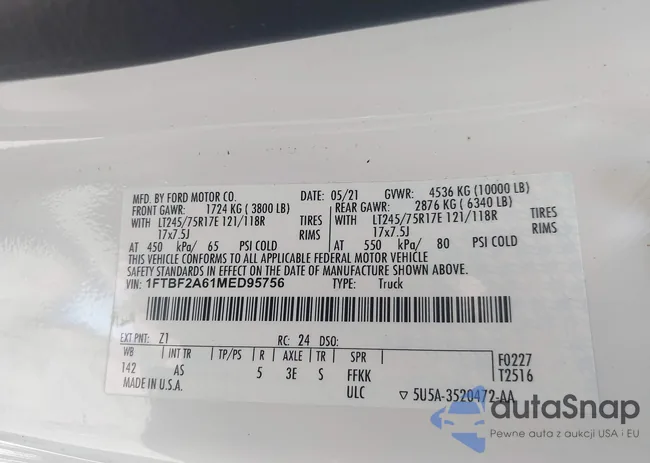 MFD. BY FORD MOTOR CO. DATE: 05/21 GVWR: 4536 KG (10000 LB)
FRONT GAWR: 1724 KG (3800 LB) REAR GAWR: 2876 KG (6340 LB)
WITH LT245/75R17E 121/118R TIRES WITH LT245/75R17E 121/118R TIRES
17x7.5J RIMS 17x7.5J RIMS
AT 450 kPa/ 65 PSI COLD AT 550 kPa/ 80 PSI COLD
THIS VEHICLE CONFORMS TO ALL APPLICABLE FEDERAL MOTOR VEHICLE
SAFETY STANDARDS IN EFFECT ON THE DATE OF MANUFACTURE SHOWN ABOVE.
VIN: 1FTBF2A61MED95756 TYPE: Truck
EXT PNT: Z1 RC: 24 DSO:
WB INT TR TP/PS R AXLE TR SPR F0227
142 AS 5 3E S FFKK T2516
MADE IN U.S.A. ULC ▽ 5U5A-3520472-AA
autaSnap
Pewne auta z aukcji USA i EU